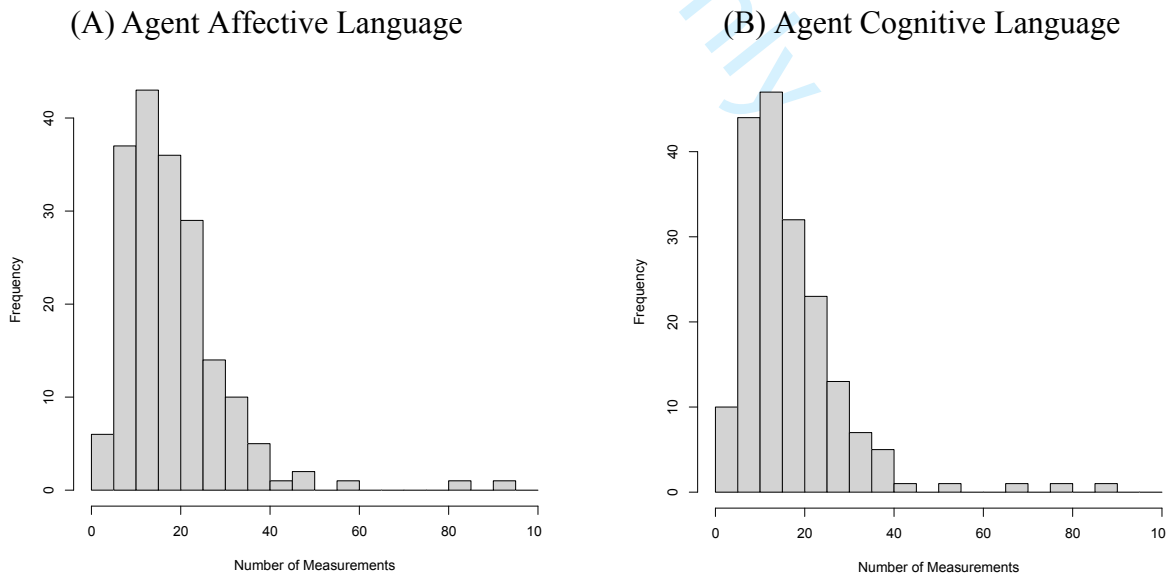 (A) Agent Affective Language
(B) Agent Cognitive Language
nly
Frequency
40
30
20
10
0
0 20 40 60 80 10
Number of Measurements
Frequency
40
30
20
10
0
0 20 40 60 80 10
Number of Measurements